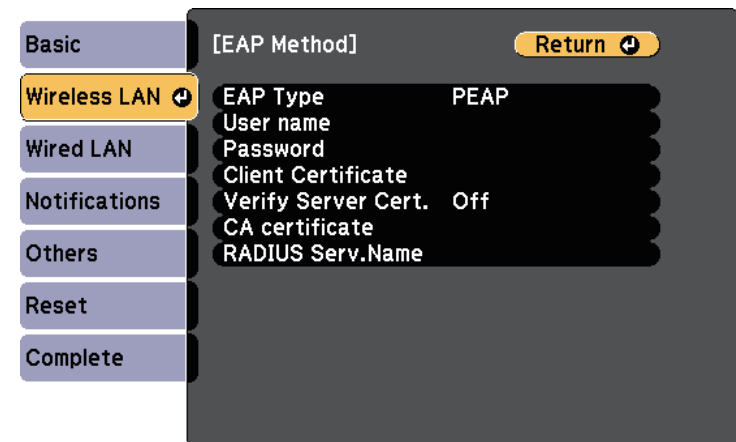 Basic
Wireless LAN
Wired LAN
Notifications
Others
Reset
Complete
[EAP Method]
Return
EAP Type PEAP
User name
Password
Client Certificate
Verify Server Cert. Off
CA certificate
RADIUS Serv.Name